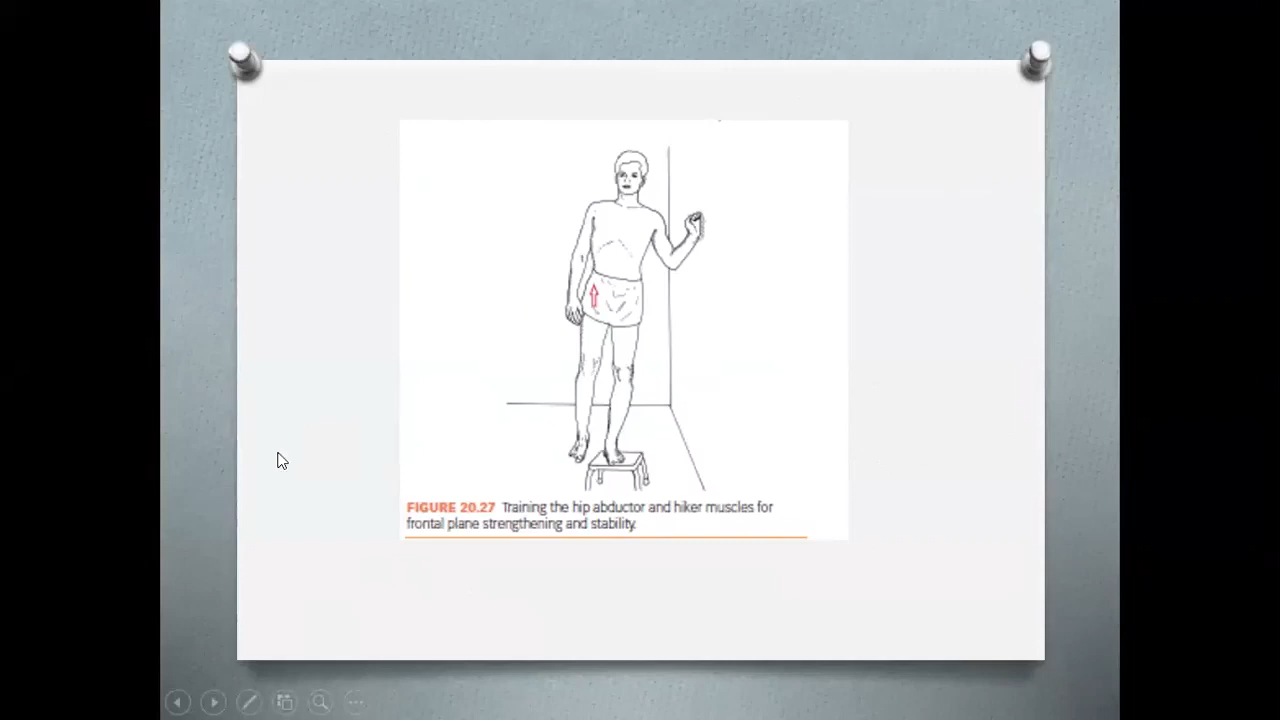 FIGURE 20.27 Training the hip abductor and hiker muscles for
frontal plane strengthening and stability.